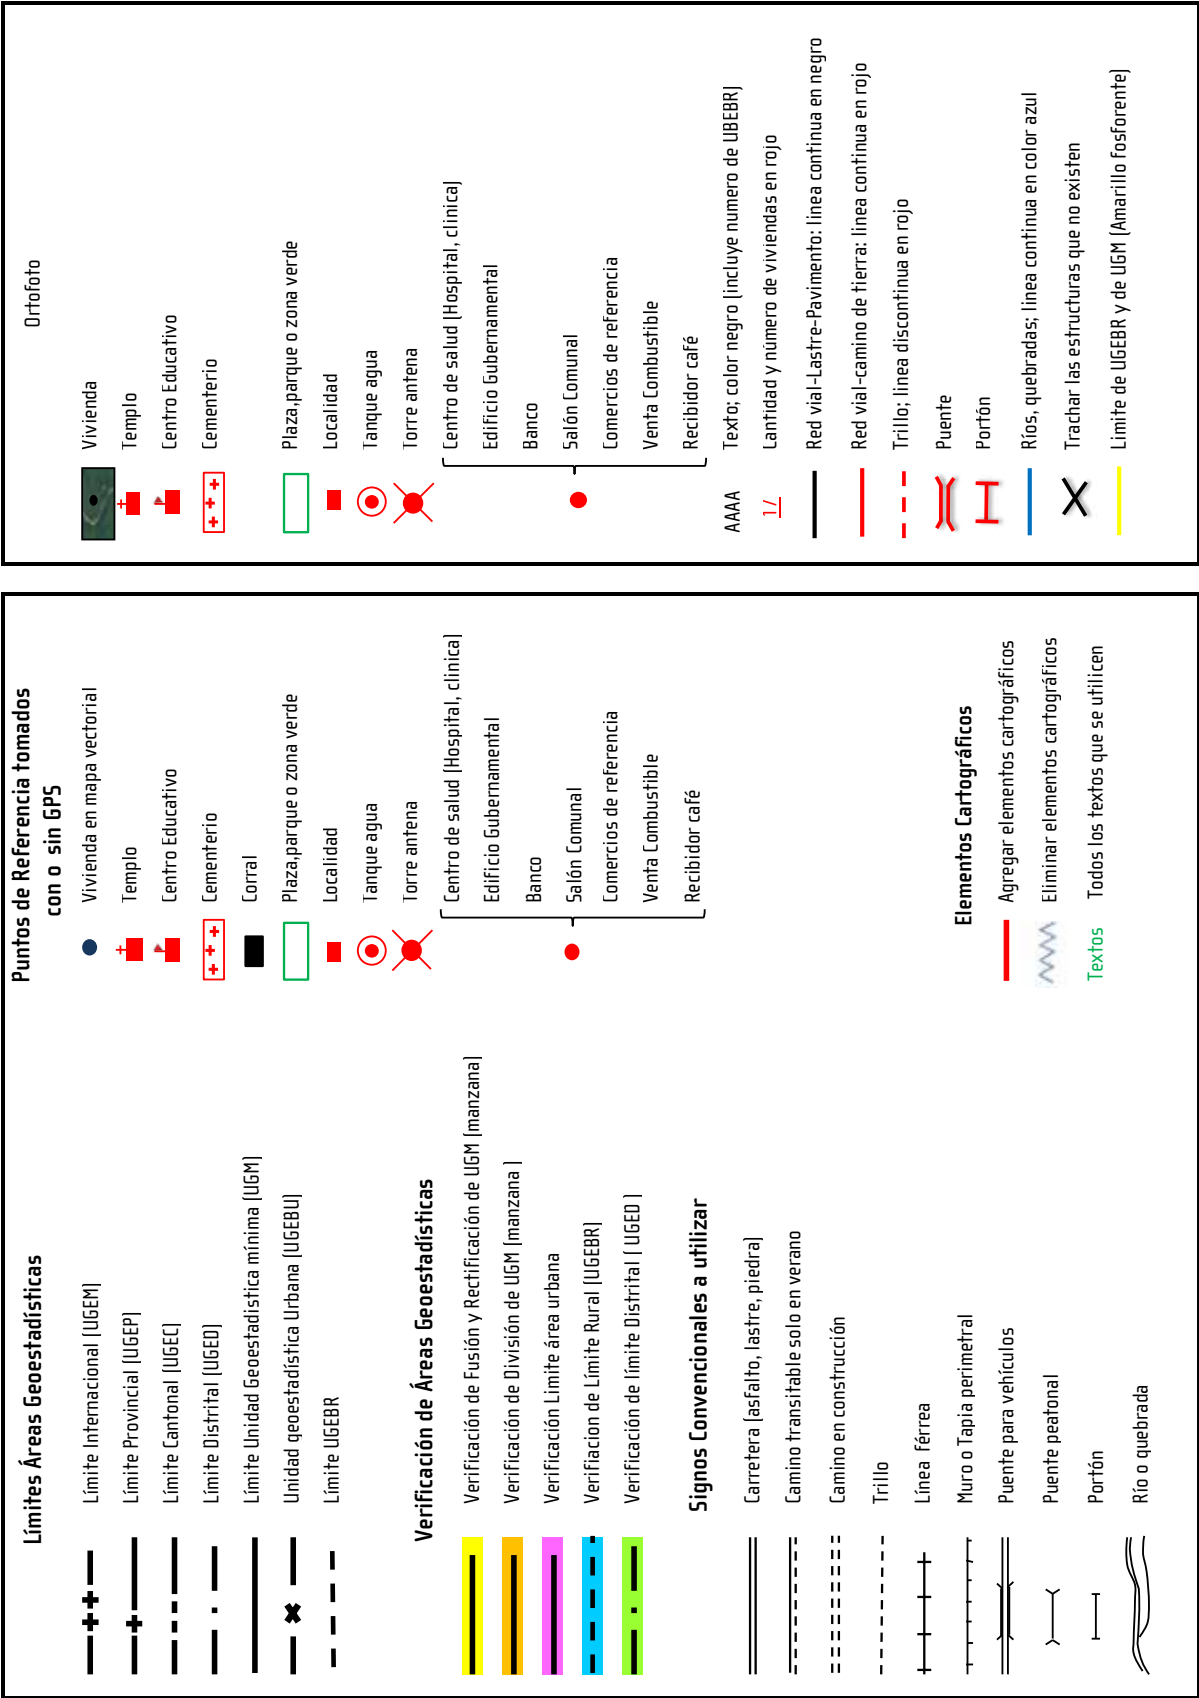 Límites Áreas Geoestadísticas
Límite Internacional (UGEM)
Límite Provincial (UGEP)
Límite Cantonal (UGEC)
Límite Distrital (UGED)
Límite Unidad Geoestadistica mínima (UGM)
Unidad geoestadística Urbana (UGEBU)
Límite UGEBR
Verificación de Áreas Geoestadísticas
Verificación de Fusión y Rectificación de UGM (manzana)
Verificación de División de UGM (manzana )
Verificación Limite área urbana
Verifiacion de Límite Rural (UGEBR)
Verificación de límite Distrital ( UGED )
Signos Convencionales a utilizar
Carretera (asfalto, lastre, piedra)
Camino transitable solo en verano
Camino en construcción
Trillo
Línea férrea
Muro o Tapia perimetral
Puente para vehículos
Puente peatonal
Portón
Río o quebrada
Puntos de Referencia tomados
con o sin GPS
Vivienda en mapa vectorial
Templo
Centro Educativo
Cementerio
Corral
Plaza,parque o zona verde
Localidad
Tanque agua
Torre antena
Centro de salud (Hospital, clinica)
Edificio Gubernamental
Banco
Salón Comunal
Comercios de referencia
Venta Combustible
Recibidor café
Elementos Cartográficos
Agregar elementos cartográficos
Eliminar elementos cartográficos
Textos Todos los textos que se utilicen
Ortofoto
Vivienda
Templo
Centro Educativo
Cementerio
Plaza,parque o zona verde
Localidad
Tanque agua
Torre antena
Centro de salud (Hospital, clinica)
Edificio Gubernamental
Banco
Salón Comunal
Comercios de referencia
Venta Combustible
Recibidor café
AAAA Texto; color negro (incluye numero de UBEBR)
17 Cantidad y número de viviendas en rojo
Red vial-Lastre-Pavimento: linea continua en negro
Red vial-camino de tierra: linea continua en rojo
Trillo; linea discontinua en rojo
Puente
Portón
Ríos, quebradas; linea continua en color azul
Trachar las estructuras que no existen
Limite de UGEBR y de UGM (Amarillo fosforente)